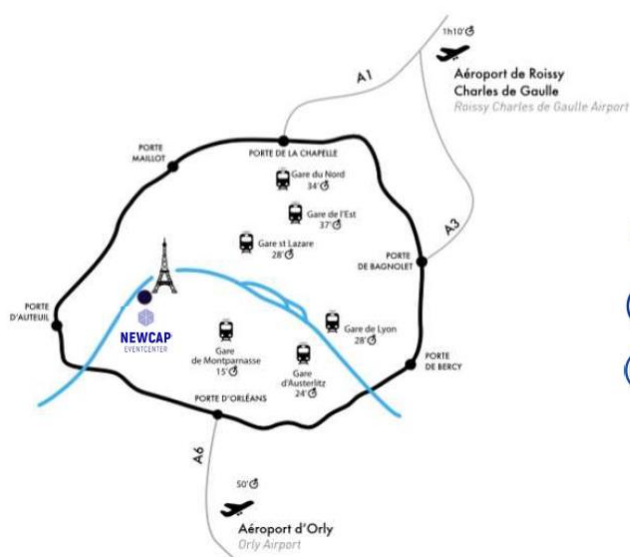 1h10'
A1
Aéroport de Roissy
Charles de Gaulle
Roissy Charles de Gaulle Airport
PORTE
MAILLOT
PORTE DE LA CHAPELLE
Gare du Nord
34'
Gare de l'Est
37'
A3
Gare st Lazare
28'
PORTE
DE BAGNOLET
PORTE
D'AUTEUIL
NEWCAP
EVENTCENTER
Gare de Lyon
28'
Gare
de Montparnasse
15'
Gare
d'Austerlitz
24'
PORTE
DE BERCY
PORTE D'ORLÉANS
A6
50'
Aéroport d'Orly
Orly Airport